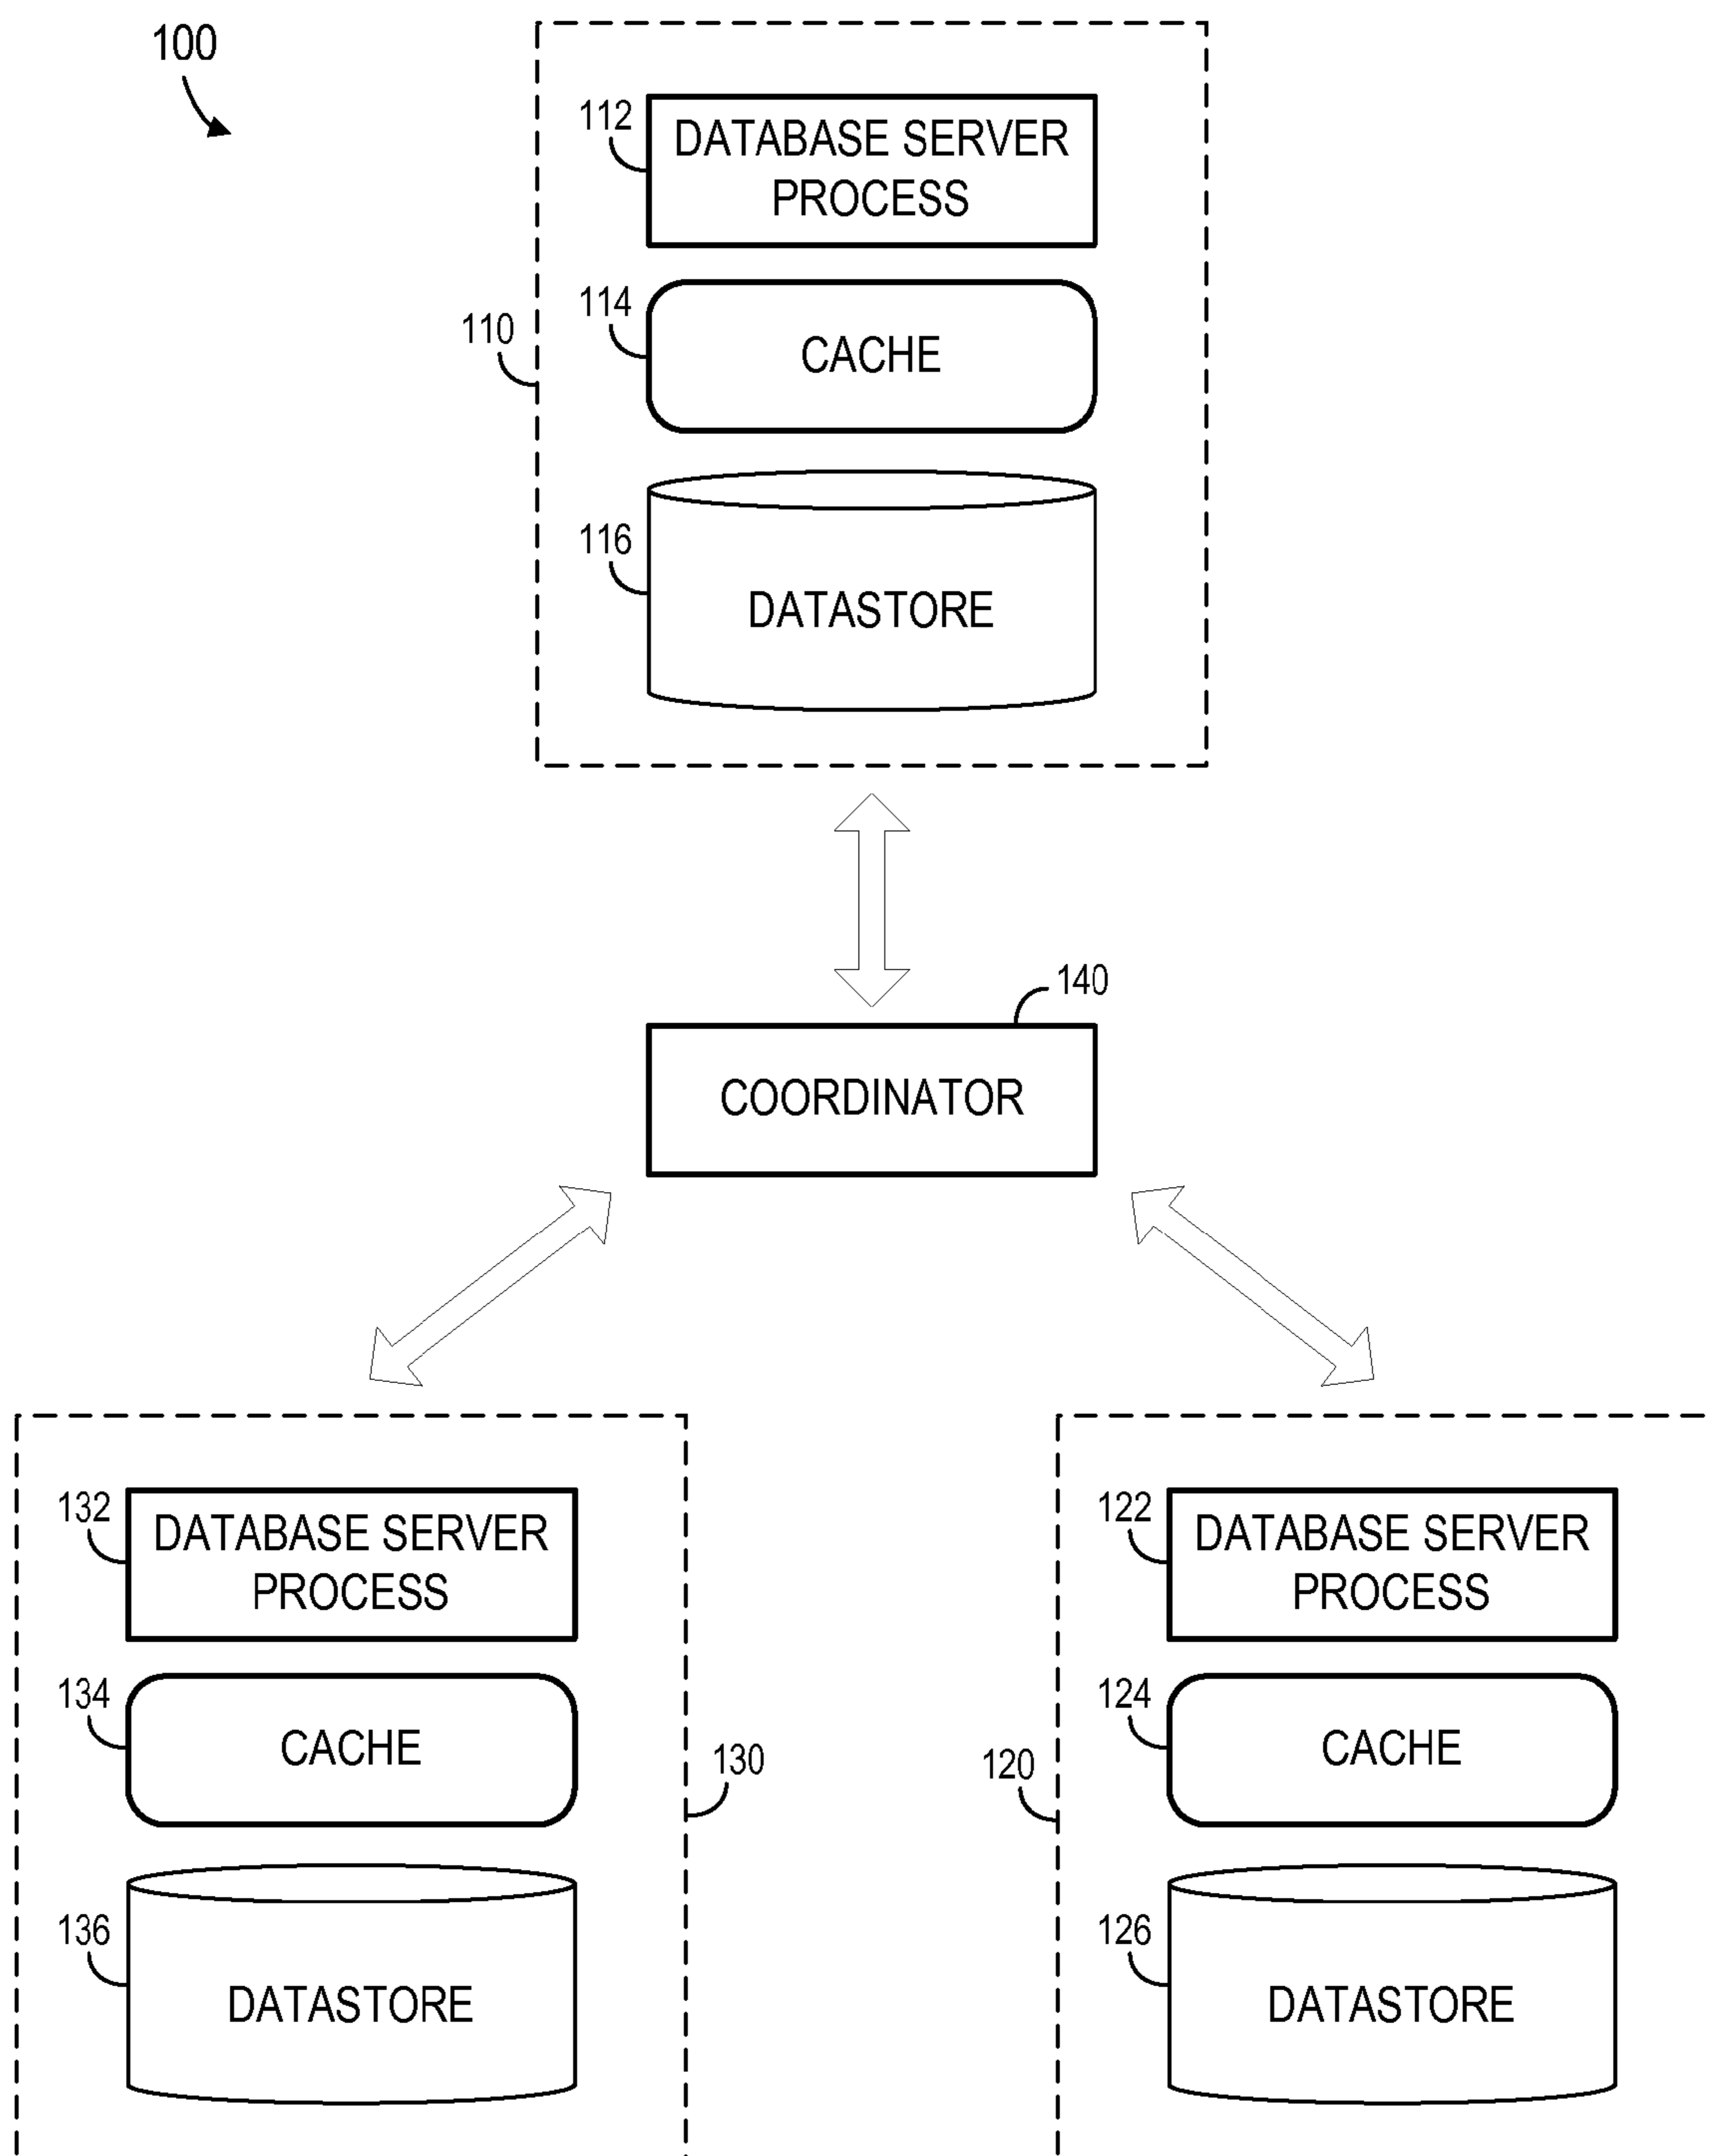 100
112
DATABASE SERVER
PROCESS
114
110
CACHE
116
DATASTORE
140
COORDINATOR
132
DATABASE SERVER
PROCESS
134
CACHE
130
136
DATASTORE
122
DATABASE SERVER
PROCESS
124
120
CACHE
126
DATASTORE